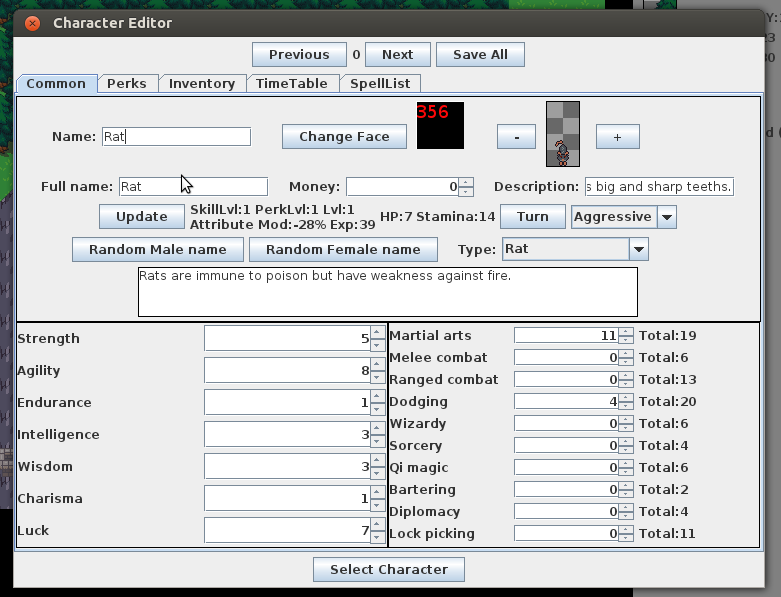 Character Editor
Previous 0 Next Save All
Common Perks Inventory TimeTable SpellList
356
Name: Rat Change Face - +
Full name: Rat Money: 0 Description: s big and sharp teeths.
Update SkillLvl:1 PerkLvl:1 Lvl:1 HP:7 Stamina:14 Turn Aggressive
Attribute Mod:-28% Exp:39
Random Male name Random Female name Type: Rat
Rats are immune to poison but have weakness against fire.
Strength 5
Agility 8
Endurance 1
Intelligence 3
Wisdom 3
Charisma 1
Luck 7
Martial arts 11 Total:19
Melee combat 0 Total:6
Ranged combat 0 Total:13
Dodging 4 Total:20
Wizardy 0 Total:6
Sorcery 0 Total:4
Qi magic 0 Total:6
Bartering 0 Total:2
Diplomacy 0 Total:4
Lock picking 0 Total:11
Select Character